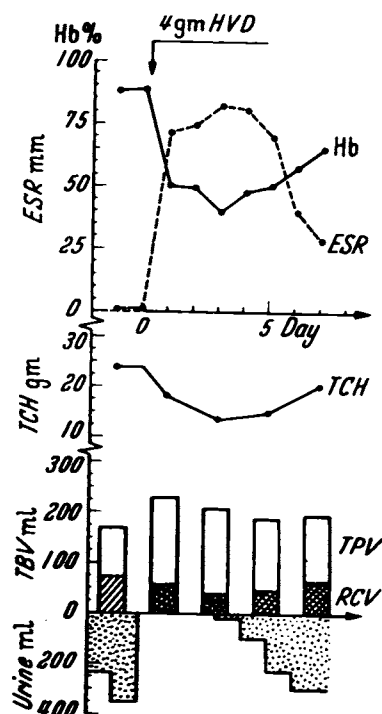 Hb%
4gm HVD
100
75
50
25
0
ESR mm
Hb
ESR
0 5 Day
30
20
10
TCH gm
TCH
300
200
100
0
TBV ml
TPV
RCV
200
400
Urine ml